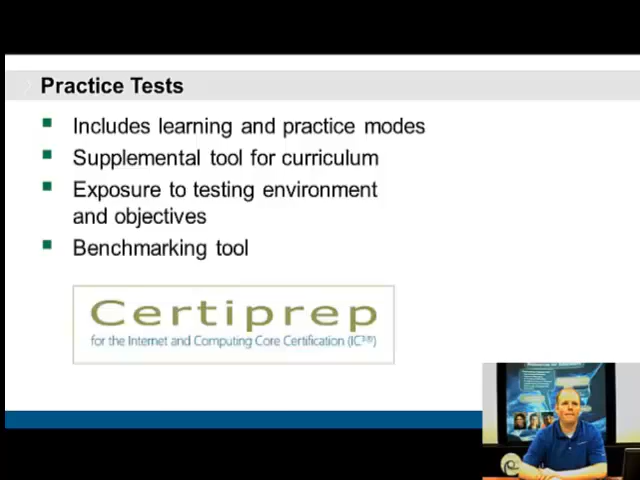 Practice Tests
Includes learning and practice modes
Supplemental tool for curriculum
Exposure to testing environment
and objectives
Benchmarking tool
Certiprep
for the Internet and Computing Core Certification (IC³®)